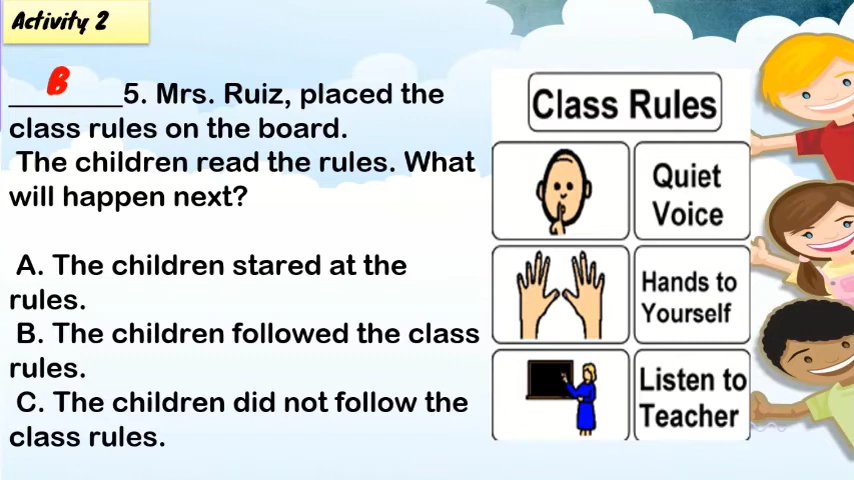 Activity 2
B
________5. Mrs. Ruiz, placed the
class rules on the board.
The children read the rules. What
will happen next?
A. The children stared at the
rules.
B. The children followed the class
rules.
C. The children did not follow the
class rules.
Class Rules
Quiet
Voice
Hands to
Yourself
Listen to
Teacher